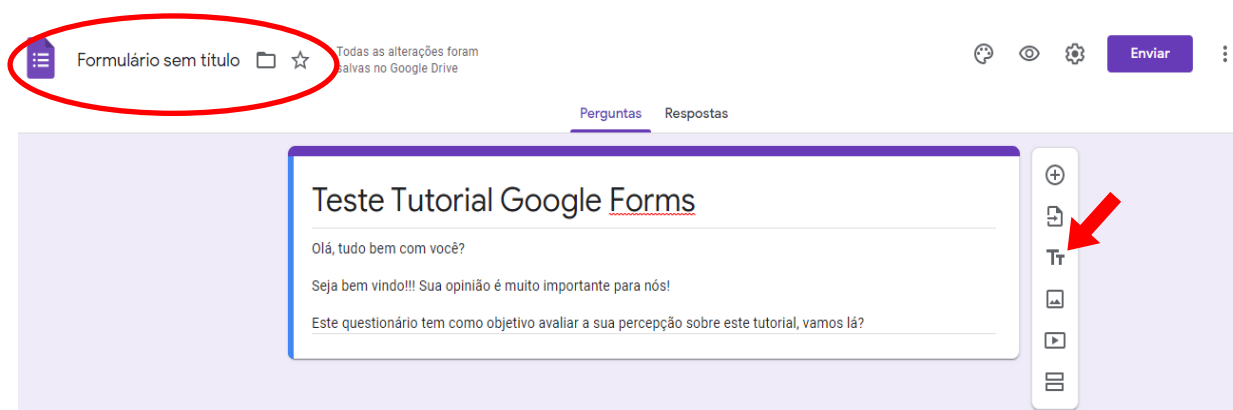 Formulário sem título
Todas as alterações foram
salvas no Google Drive
Enviar
Perguntas
Respostas
Teste Tutorial Google Forms
Olá, tudo bem com você?
Seja bem vindo!!! Sua opinião é muito importante para nós!
Este questionário tem como objetivo avaliar a sua percepção sobre este tutorial, vamos lá?
Tт